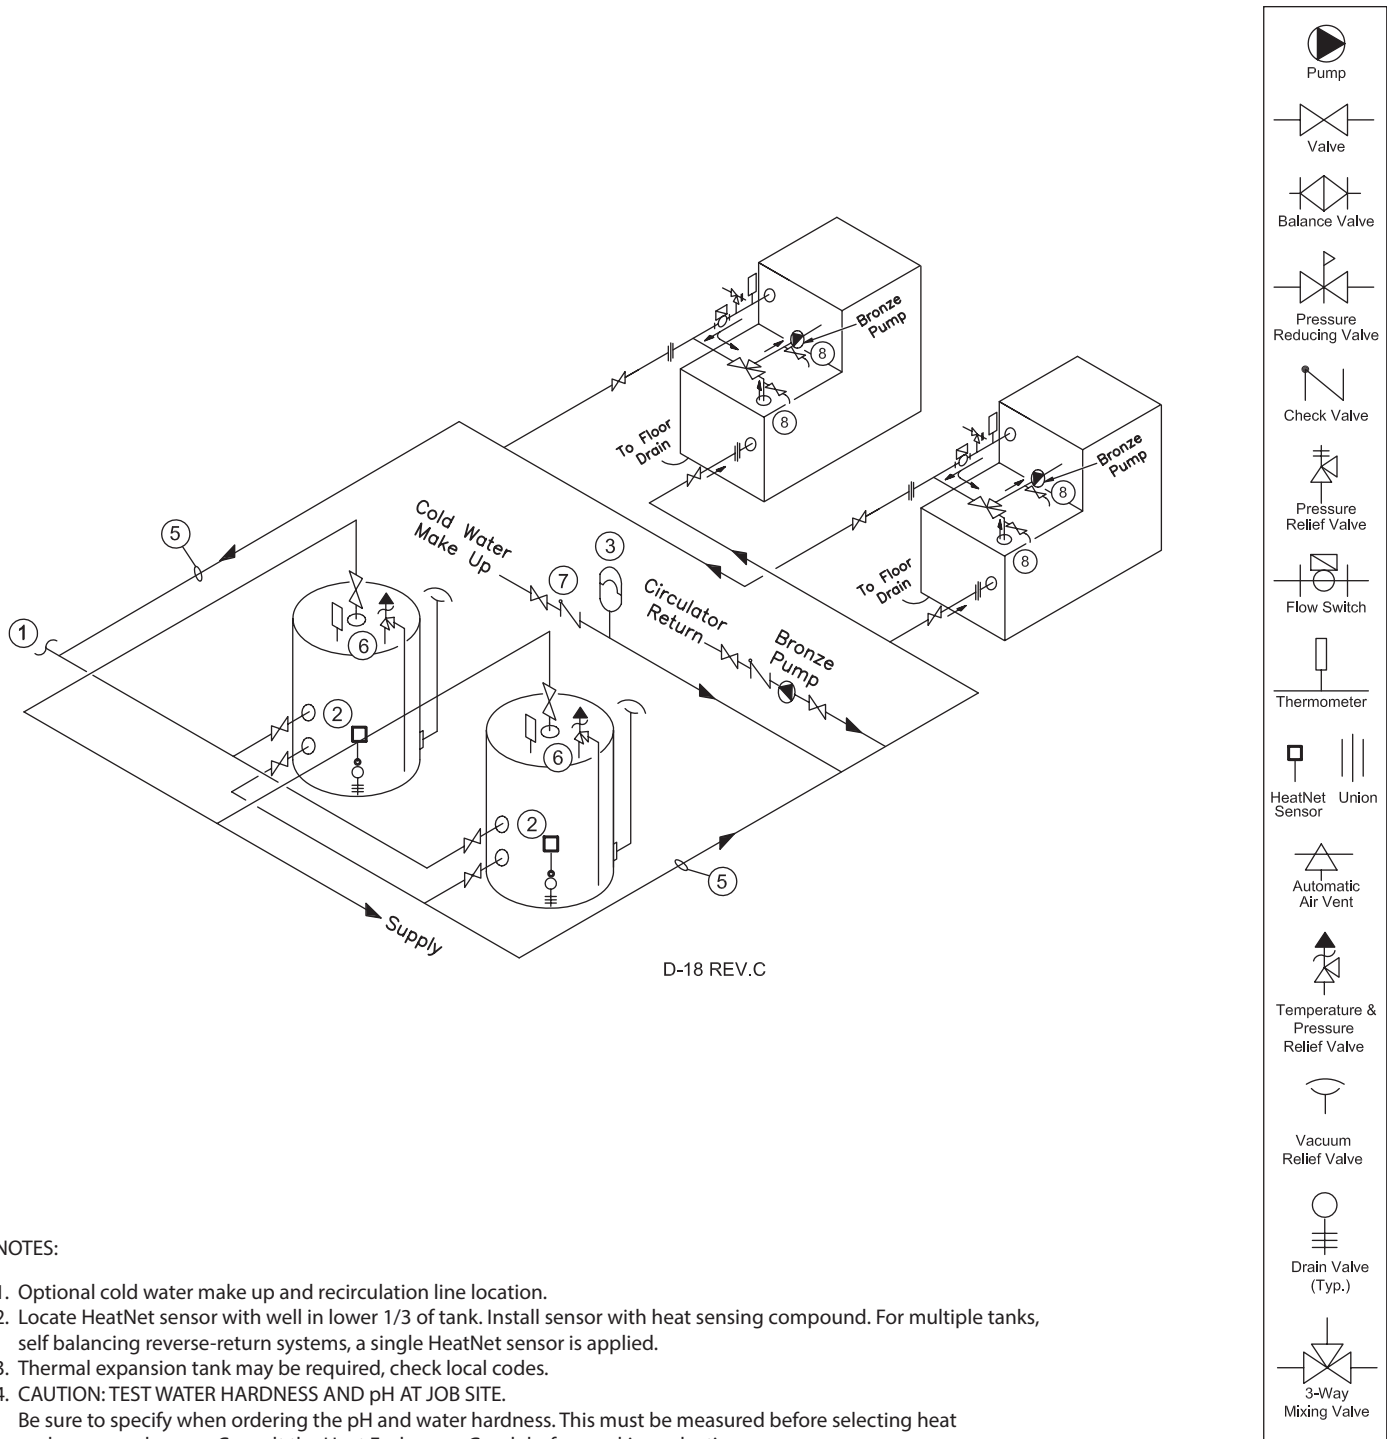 Bronze
Pump
8
8
To Floor
Drain
Bronze
Pump
8
8
To Floor
Drain
Cold Water
Make Up
7
3
Circulator
Return
Bronze
Pump
5
1
6
2
6
2
5
Supply
D-18 REV.C
Pump
Valve
Balance Valve
Pressure
Reducing Valve
Check Valve
Pressure
Relief Valve
Flow Switch
Thermometer
HeatNet
Sensor
Union
Automatic
Air Vent
Temperature &
Pressure
Relief Valve
Vacuum
Relief Valve
Drain Valve
(Typ.)
3-Way
Mixing Valve
NOTES:
1. Optional cold water make up and recirculation line location.
2. Locate HeatNet sensor with well in lower 1/3 of tank. Install sensor with heat sensing compound. For multiple tanks,
self balancing reverse-return systems, a single HeatNet sensor is applied.
3. Thermal expansion tank may be required, check local codes.
4. CAUTION: TEST WATER HARDNESS AND pH AT JOB SITE.
Be sure to specify when ordering the pH and water hardness. This must be measured before selecting heat